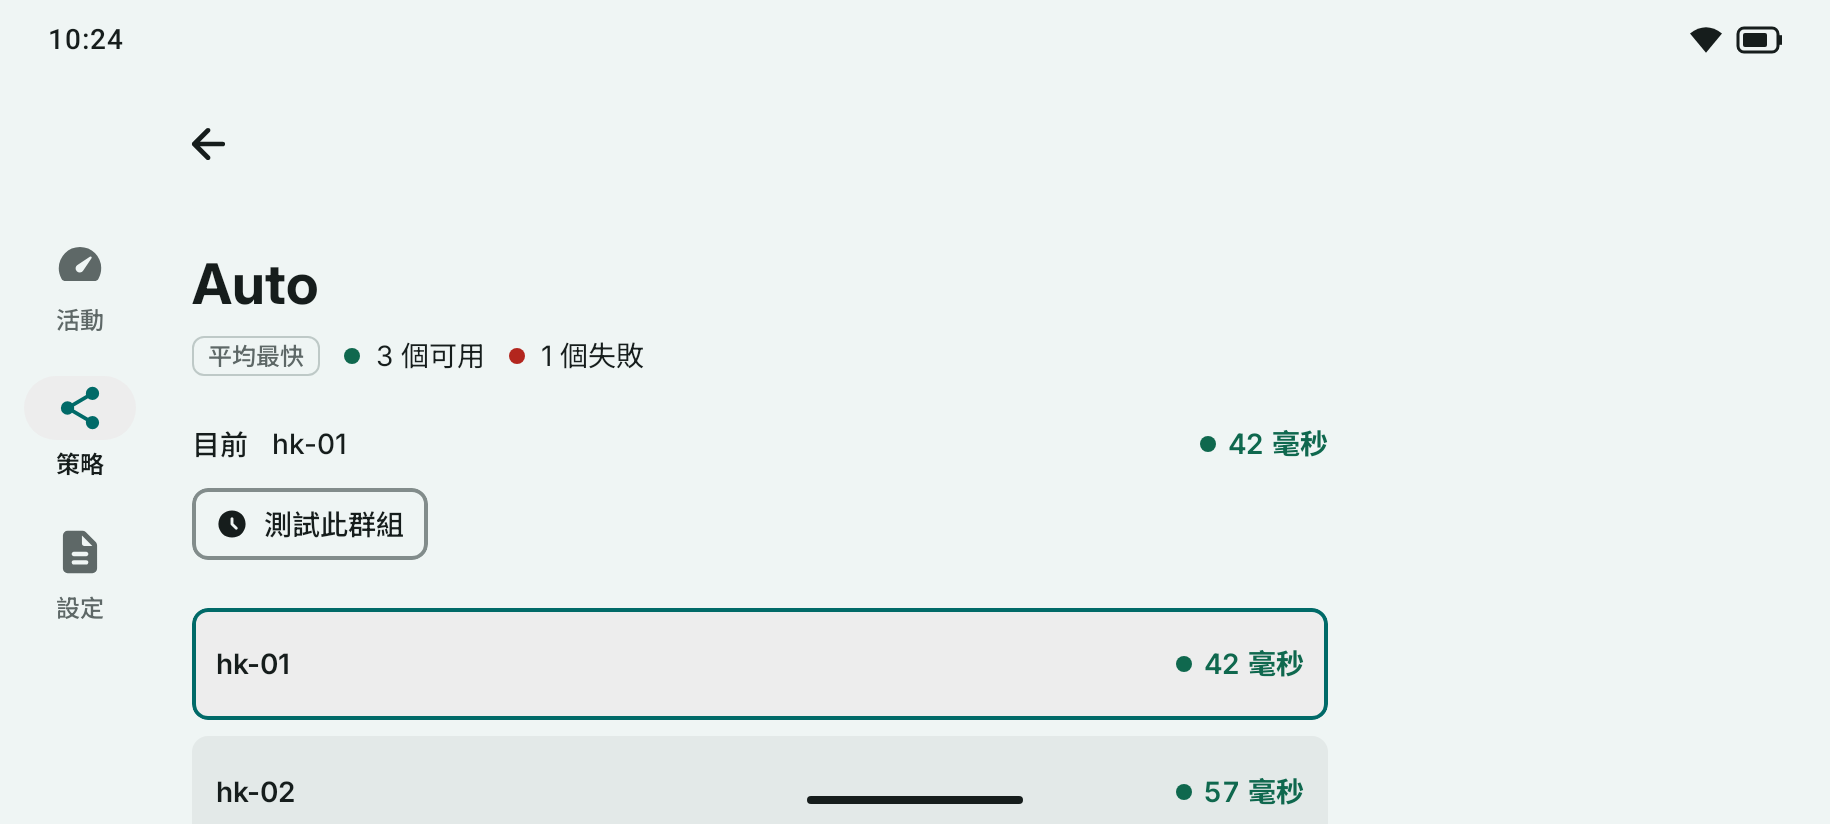 10:24
活動
策略
設定
Auto
平均最快 3 個可用 1 個失敗
目前 hk-01 42 毫秒
測試此群組
hk-01 42 毫秒
hk-02 57 毫秒